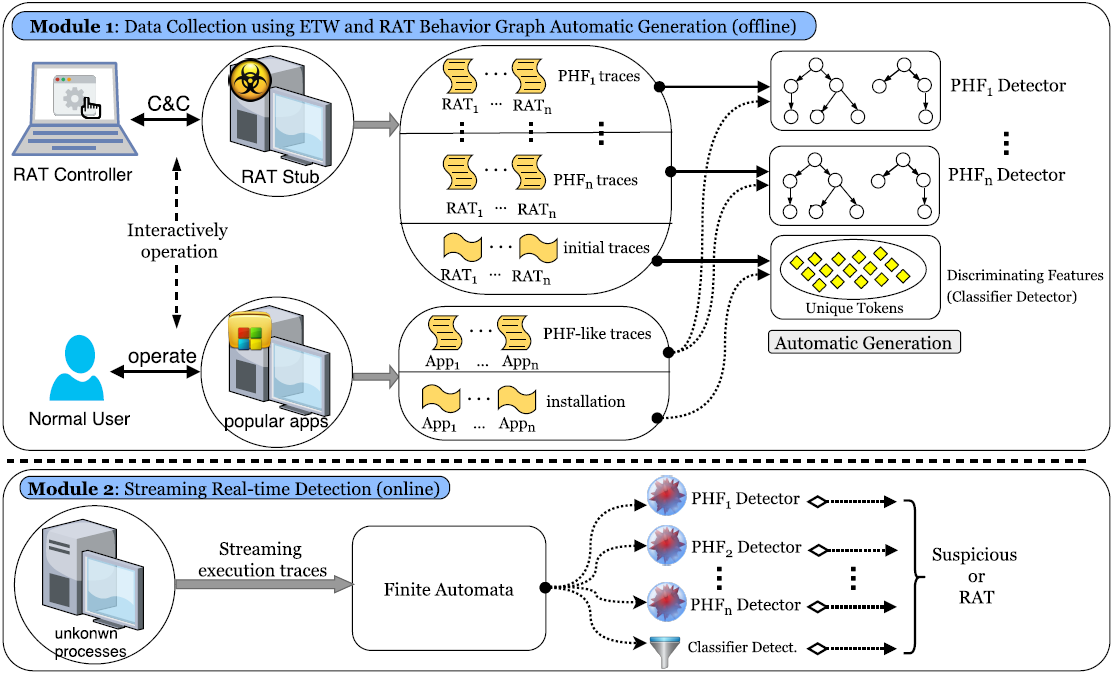 Module 1: Data Collection using ETW and RAT Behavior Graph Automatic Generation (offline)
RAT Controller
C&C
RAT Stub
Interactively
operation
Normal User
operate
popular apps
PHF1 traces
RAT1 ... RATn
PHFn traces
RAT1 ... RATn
initial traces
RAT1 ... RATn
PHF-like traces
App1 ... Appn
installation
App1 ... Appn
PHF1 Detector
PHFn Detector
Unique Tokens
Discriminating Features
(Classifier Detector)
Automatic Generation
Module 2: Streaming Real-time Detection (online)
unkonwn
processes
Streaming
execution traces
Finite Automata
PHF1 Detector
PHF2 Detector
PHFn Detector
Classifier Detect.
Suspicious
or
RAT